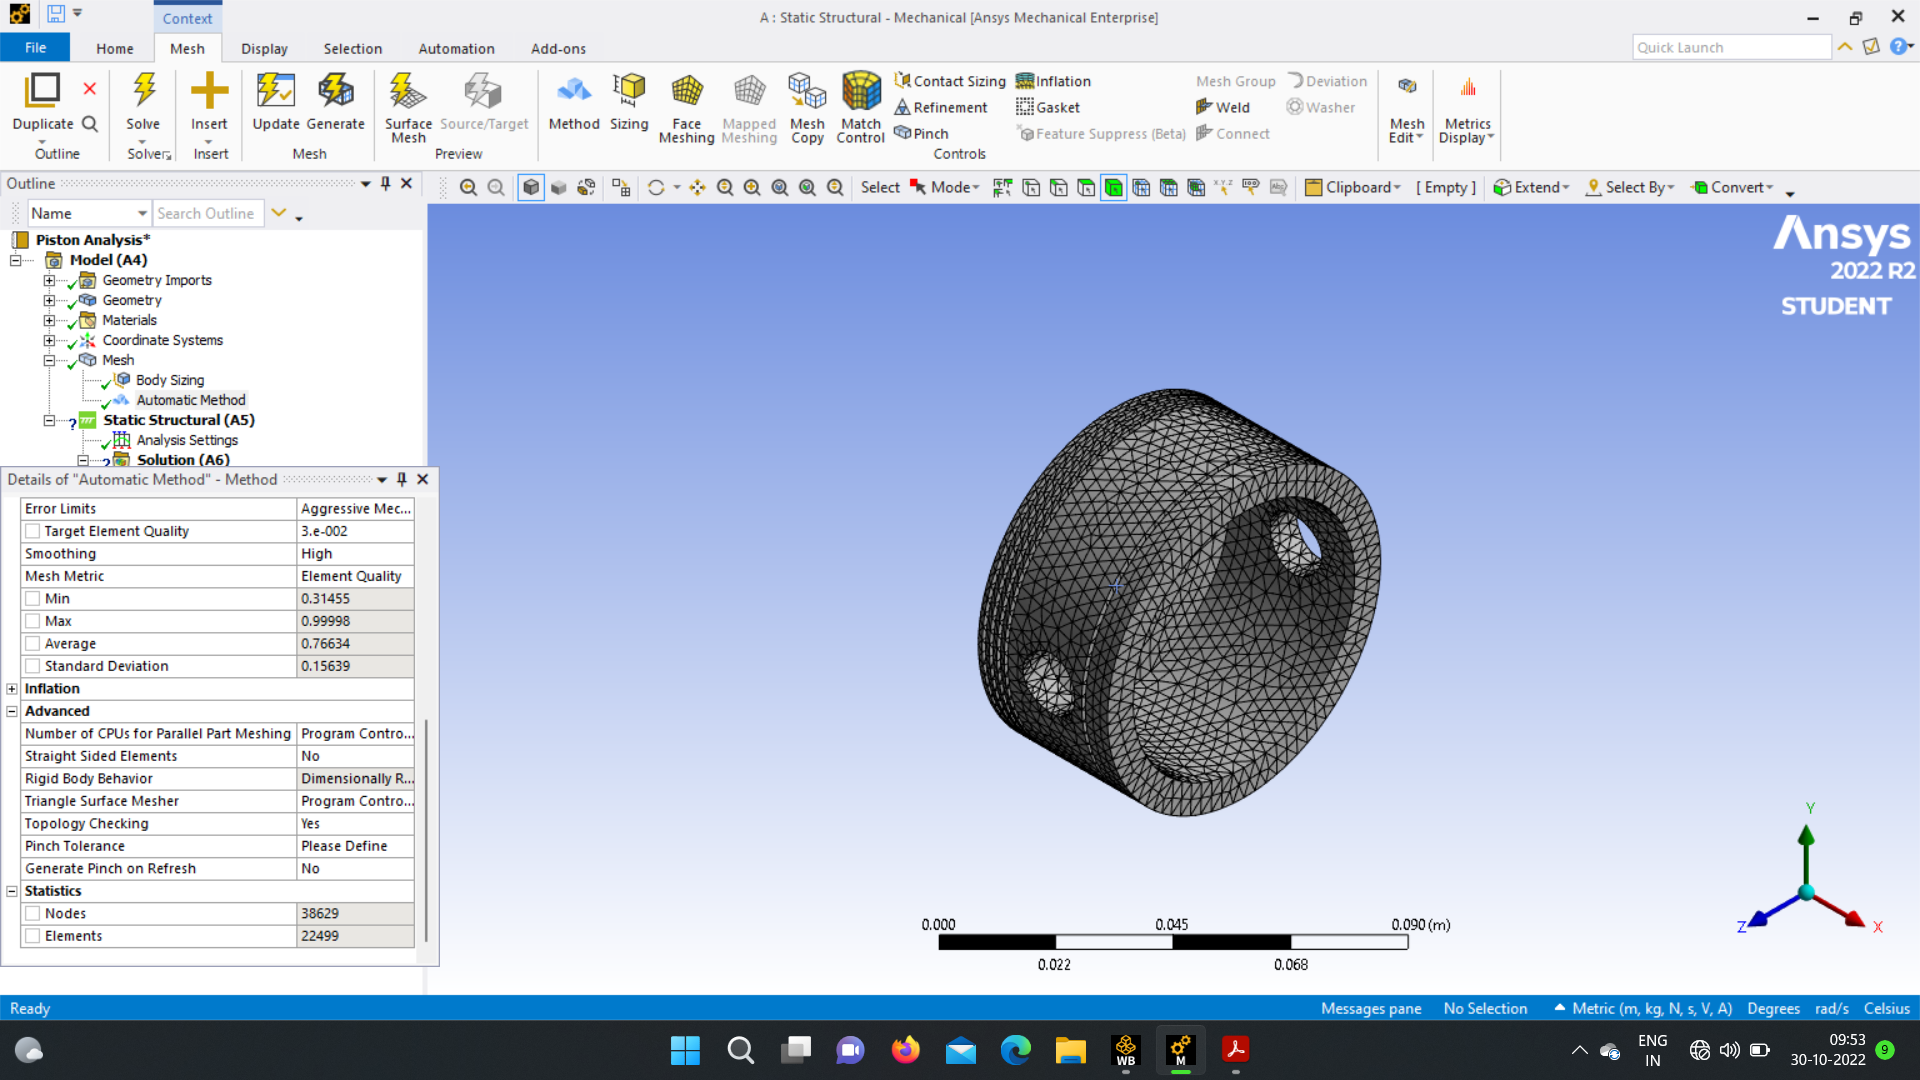 Context
A : Static Structural - Mechanical [Ansys Mechanical Enterprise]
File Home Mesh Display Selection Automation Add-ons
Quick Launch
Duplicate
Outline
Solve
Solver
Insert
Insert
Update Generate
Mesh
Surface Mesh Source/Target
Preview
Method Sizing Face Meshing Mapped Meshing Mesh Copy Match Control
Contact Sizing Inflation
Refinement Gasket
Pinch Feature Suppress (Beta)
Mesh Group Deviation
Weld Washer
Connect
Controls
Mesh Edit
Metrics Display
Outline
Name Search Outline
Select Mode Clipboard [ Empty ] Extend Select By Convert
Piston Analysis*
Model (A4)
Geometry Imports
Geometry
Materials
Coordinate Systems
Mesh
Body Sizing
Automatic Method
Static Structural (A5)
Analysis Settings
Solution (A6)
Details of "Automatic Method" - Method
Error Limits Aggressive Mec...
Target Element Quality 3.e-002
Smoothing High
Mesh Metric Element Quality
Min 0.31455
Max 0.99998
Average 0.76634
Standard Deviation 0.15639
Inflation
Advanced
Number of CPUs for Parallel Part Meshing Program Contro...
Straight Sided Elements No
Rigid Body Behavior Dimensionally R...
Triangle Surface Mesher Program Contro...
Topology Checking Yes
Pinch Tolerance Please Define
Generate Pinch on Refresh No
Statistics
Nodes 38629
Elements 22499
Ansys
2022 R2
STUDENT
0.000 0.045 0.090 (m)
0.022 0.068
Y
Z
X
Ready
Messages pane No Selection Metric (m, kg, N, s, V, A) Degrees rad/s Celsius
WB
M
ENG
IN
09:53
30-10-2022
9